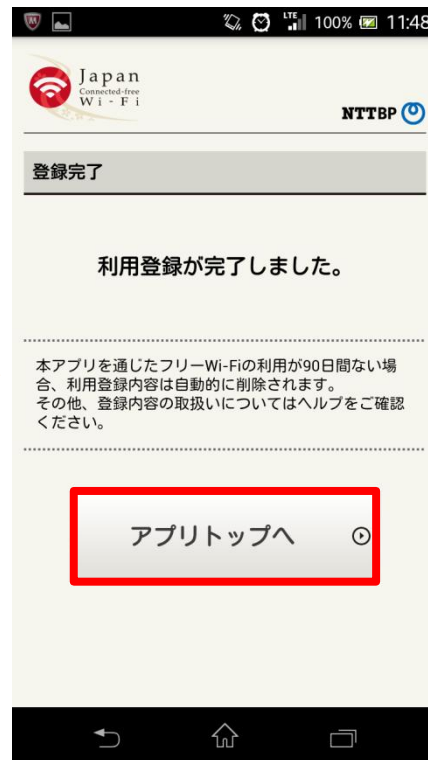 LTE 100% 11:48
Japan
Connected-free
Wi-Fi
NTTBP
登録完了
利用登録が完了しました。
本アプリを通じたフリーWi-Fiの利用が90日間ない場
合、利用登録内容は自動的に削除されます。
その他、登録内容の取扱いについてはヘルプをご確認
ください。
アプリトップへ